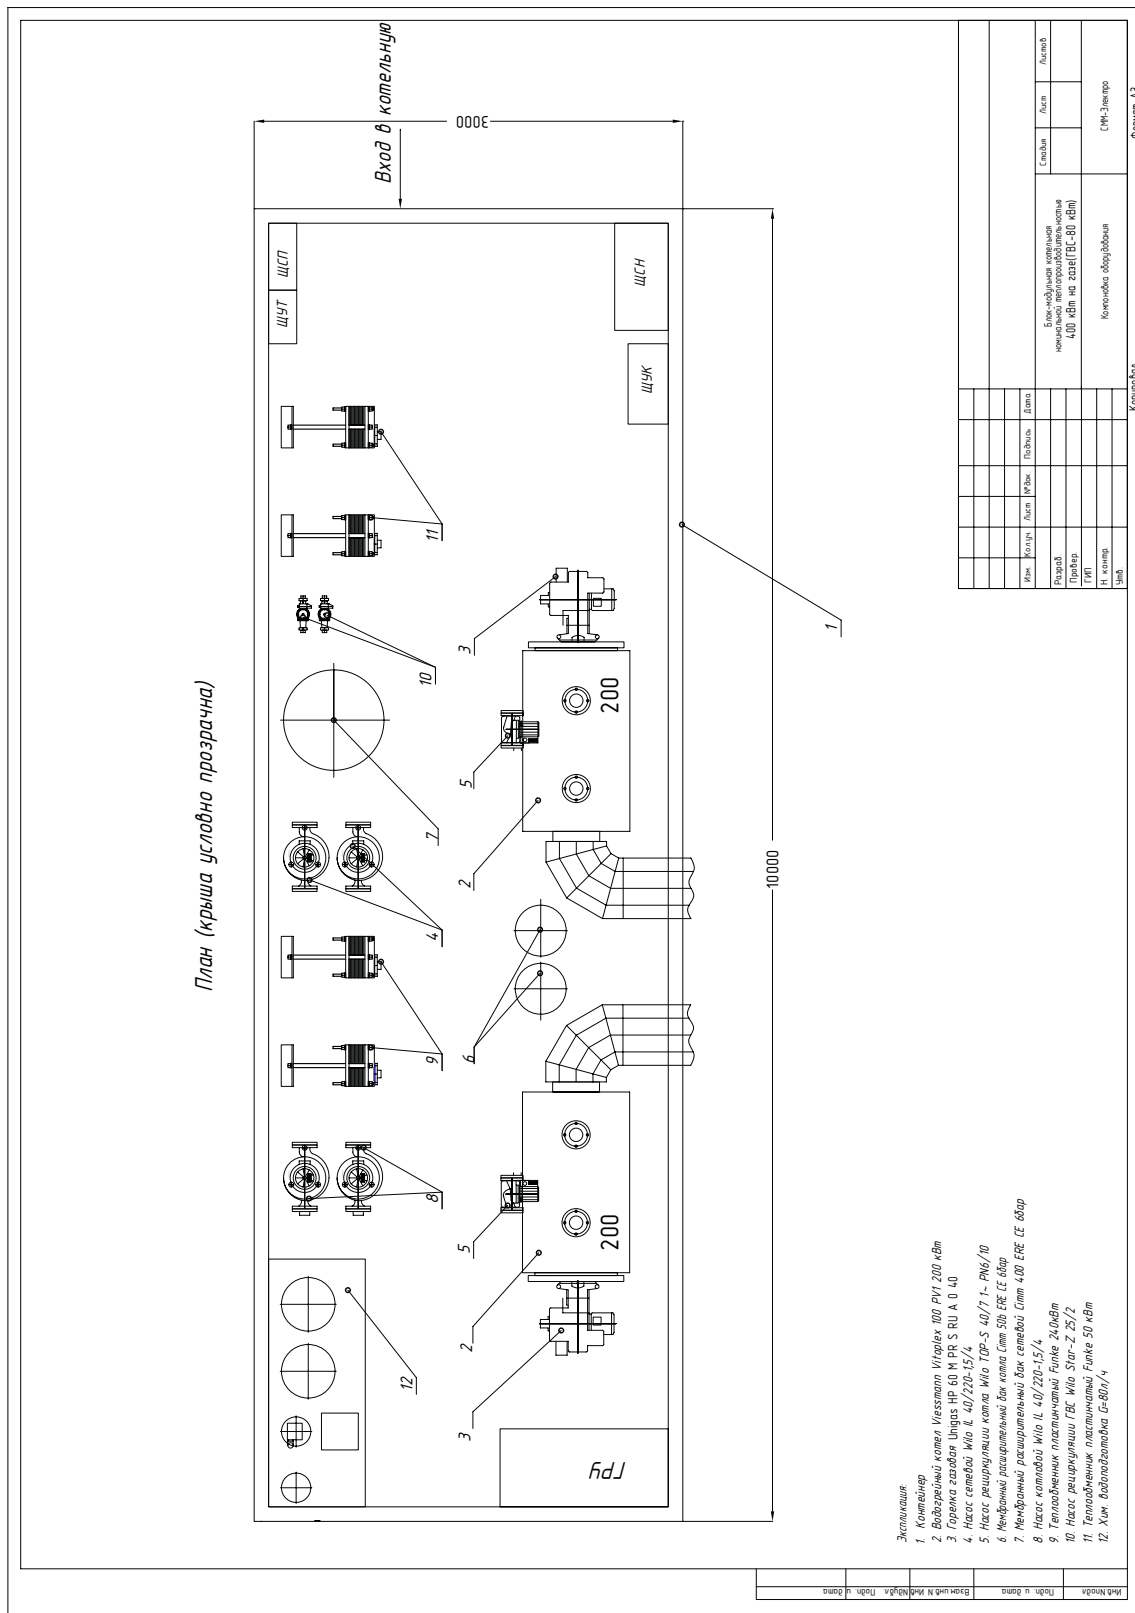 План (крыша условно прозрачна)
Вход в котельную
3000
10000
ЩСП
ЩУТ
ЩСН
ЩУК
ГРУ
200
200
1
2
2
3
3
4
5
5
6
7
8
9
10
11
12
Экспликация:
1. Контейнер
2. Водогрейный котел Viessmann Vitoplex 100 PV1 200 кВт
3. Горелка газовая Unigas HP 60 M PR S RU A 0 40
4. Насос сетевой Wilo IL 40/220-1,5/4
5. Насос рециркуляции котла Wilo TOP-S 40/7 1~ PN6/10
6. Мембранный расширительный бак котла Cimm 50b ERE CE 6бар
7. Мембранный расширительный бак сетевой Cimm 400 ERE CE 6бар
8. Насос котловой Wilo IL 40/220-1,5/4
9. Теплообменник пластинчатый Funke 240кВт
10. Насос рециркуляции ГВС Wilo Star-Z 25/2
11. Теплообменник пластинчатый Funke 50 кВт
12. Хим. водоподготовка G=80л/ч
Изм. Кол.уч. Лист №док. Подпись Дата
Разраб.
Провер.
ГИП
Н. контр.
Утв.
Блок-модульная котельная
номинальной теплопроизводительностью
400 кВт на газе(ГВС-80 кВт)
Стадия Лист Листов
Компоновка оборудования
СММ-Электро
Копировал
Формат А3
Инв.№подл
Подп. и дата
Взам.инв N
Инв №дубл
Подп. и дата